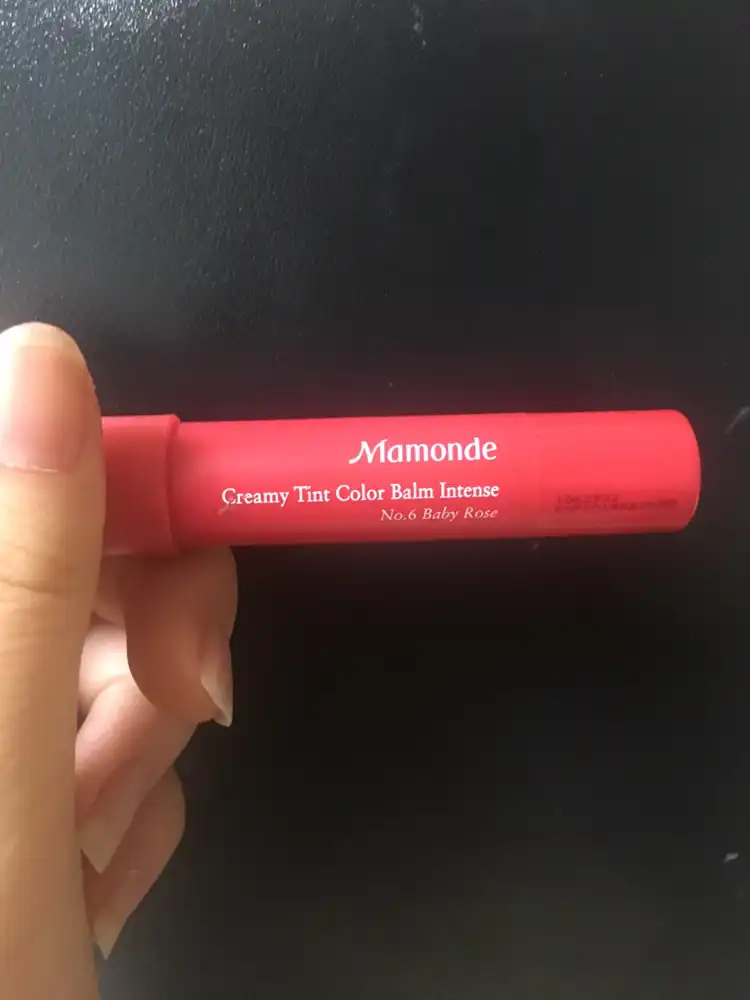 Mamonde
Creamy Tint Color Balm Intense
No.6 Baby Rose